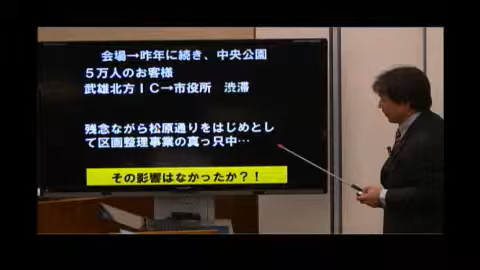 会場→昨年に続き、中央公園
5万人のお客様
武雄北方IC→市役所 渋滞
残念ながら松原通りをはじめとし
て区画整理事業の真っ只中…
その影響はなかったか?!